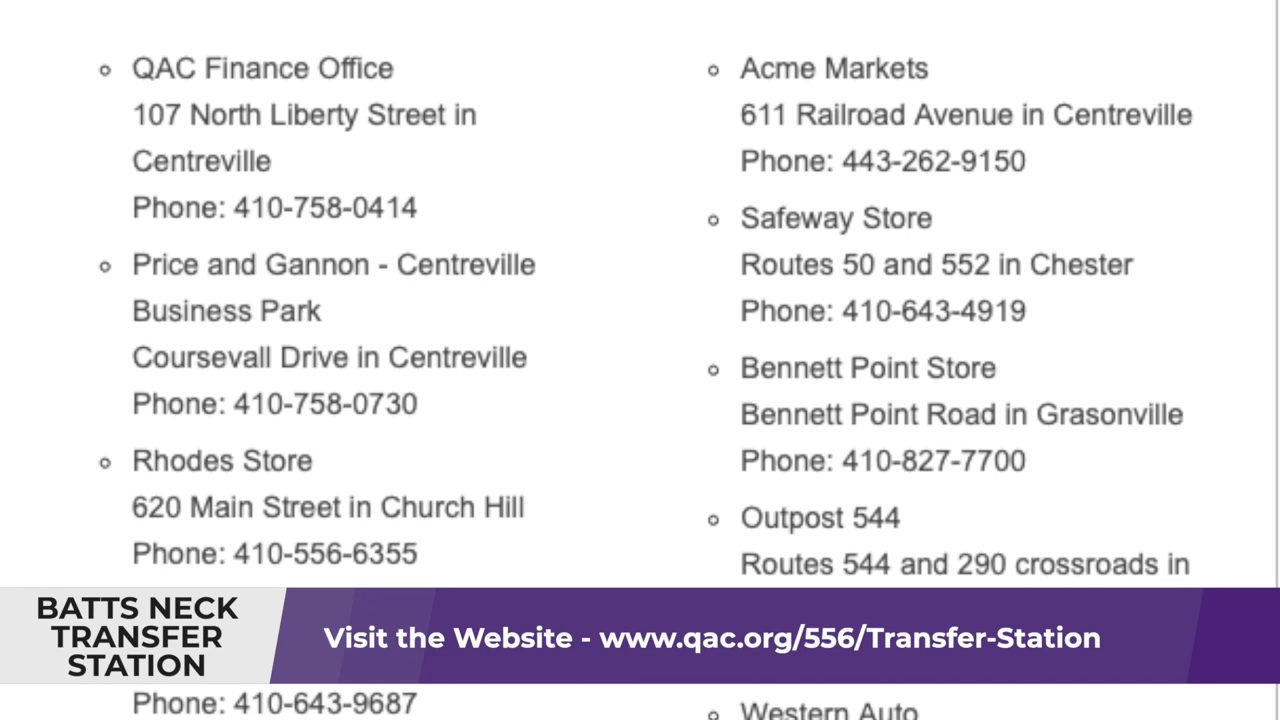 QAC Finance Office
107 North Liberty Street in
Centreville
Phone: 410-758-0414
Price and Gannon - Centreville
Business Park
Coursevall Drive in Centreville
Phone: 410-758-0730
Rhodes Store
620 Main Street in Church Hill
Phone: 410-556-6355
Phone: 410-643-9687
Acme Markets
611 Railroad Avenue in Centreville
Phone: 443-262-9150
Safeway Store
Routes 50 and 552 in Chester
Phone: 410-643-4919
Bennett Point Store
Bennett Point Road in Grasonville
Phone: 410-827-7700
Outpost 544
Routes 544 and 290 crossroads in
Western Auto
BATTS NECK
TRANSFER
STATION
Visit the Website - www.qac.org/556/Transfer-Station